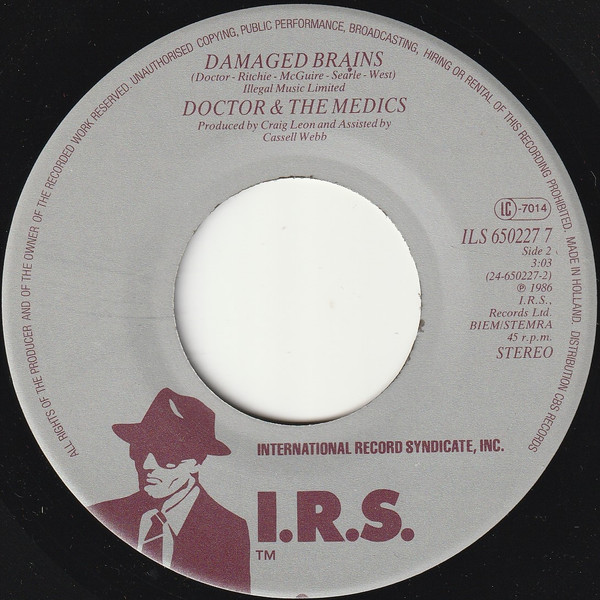 ALL RIGHTS OF THE PRODUCER AND OF THE OWNER OF THE RECORDED WORK RESERVED. UNAUTHORISED COPYING, PUBLIC PERFORMANCE, BROADCASTING, HIRING OR RENTAL OF THIS RECORDING PROHIBITED. MADE IN HOLLAND. DISTRIBUTION CBS RECORDS
DAMAGED BRAINS
(Doctor - Ritchie - McGuire - Searle - West)
Illegal Music Limited
DOCTOR & THE MEDICS
Produced by Craig Leon and Assisted by
Cassell Webb
LC -7014
ILS 650227 7
Side 2
3:03
(24-650227-2)
℗ 1986
I.R.S.,
Records Ltd.
BIEM/STEMRA
45 r.p.m.
STEREO
INTERNATIONAL RECORD SYNDICATE, INC.
I.R.S.
TM